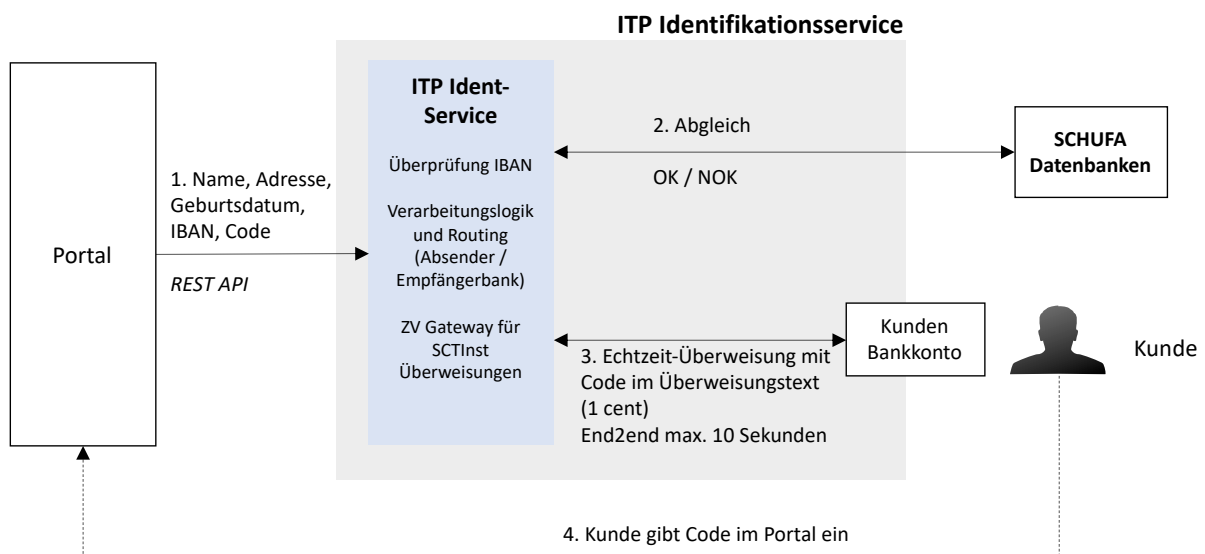 ITP Identifikationsservice
ITP Ident-
Service
Überprüfung IBAN
Verarbeitungslogik
und Routing
(Absender /
Empfängerbank)
ZV Gateway für
SCTInst
Überweisungen
Portal
1. Name, Adresse,
Geburtsdatum,
IBAN, Code
REST API
2. Abgleich
OK / NOK
SCHUFA
Datenbanken
3. Echtzeit-Überweisung mit
Code im Überweisungstext
(1 cent)
End2end max. 10 Sekunden
Kunden
Bankkonto
Kunde
4. Kunde gibt Code im Portal ein